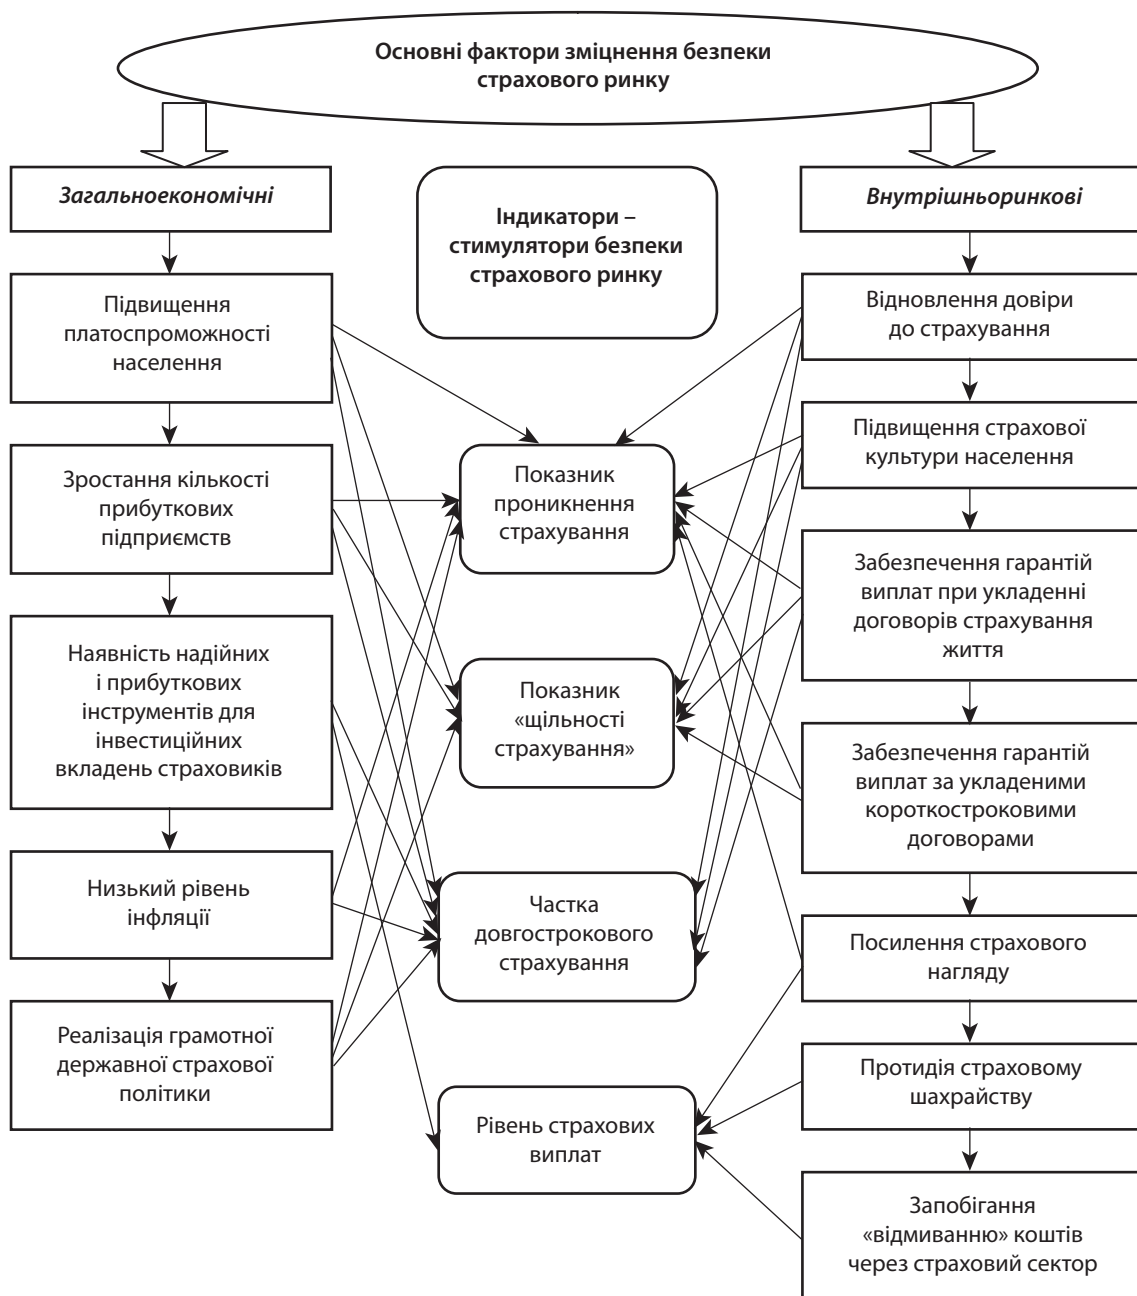 Основні фактори зміцнення безпеки
страхового ринку
Загальноекономічні
Підвищення
платоспроможності
населення
Зростання кількості
прибуткових
підприємств
Наявність надійних
і прибуткових
інструментів для
інвестиційних
вкладень страховиків
Низький рівень
інфляції
Реалізація грамотної
державної страхової
політики
Індикатори –
стимулятори безпеки
страхового ринку
Показник
проникнення
страхування
Показник
«щільності
страхування»
Частка
довгострокового
страхування
Рівень страхових
виплат
Внутрішньоринкові
Відновлення довіри
до страхування
Підвищення страхової
культури населення
Забезпечення гарантій
виплат при укладенні
договорів страхування
життя
Забезпечення гарантій
виплат за укладеними
короткостроковими
договорами
Посилення страхового
нагляду
Протидія страховому
шахрайству
Запобігання
«відмиванню» коштів
через страховий сектор